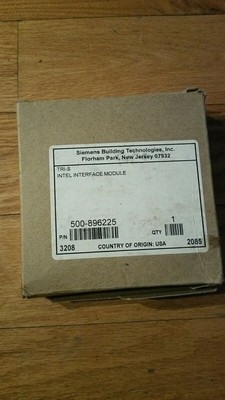 Siemens Building Technologies, Inc.
Florham Park, New Jersey 07932
TRI-S
INTEL INTERFACE MODULE
500-896225 1
P/N QTY
3208 COUNTRY OF ORIGIN: USA 2085